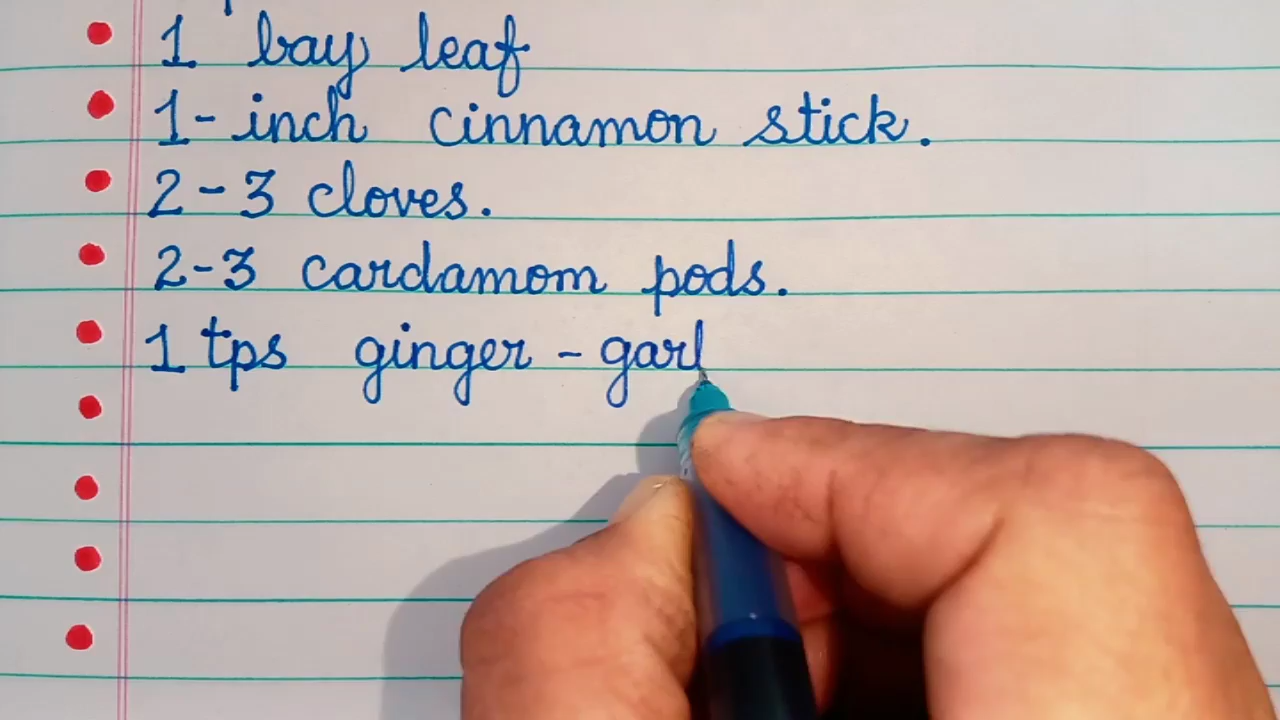 1 bay leaf
1-inch cinnamon stick.
2-3 cloves.
2-3 cardamom pods.
1 tps ginger-garl